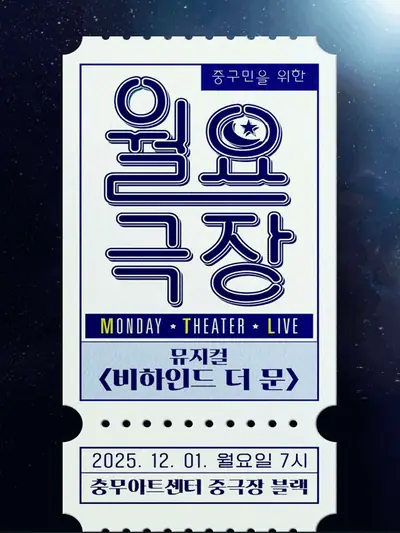 중구민을 위한
월요
극장
MONDAY ★ THEATER ★ LIVE
뮤지컬
〈비하인드 더 문〉
2025. 12. 01. 월요일 7시
충무아트센터 중극장 블랙